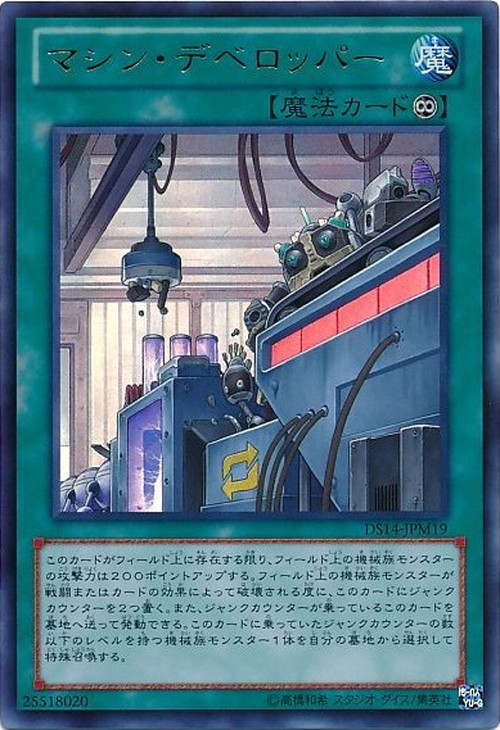 マシン・デベロッパー
魔
【魔法カード】
DS14-JPM19
このカードがフィールド上に存在する限り、フィールド上の機械族モンスター
の攻撃力は200ポイントアップする。フィールド上の機械族モンスターが
戦闘またはカードの効果によって破壊される度に、このカードにジャンク
カウンターを2つ置く。また、ジャンクカウンターが乗っているこのカードを
墓地へ送って発動できる。このカードに乗っていたジャンクカウンターの数
以下のレベルを持つ機械族モンスター1体を自分の墓地から選択して
特殊召喚する。
25518020
©高橋和希 スタジオ・ダイス/集英社